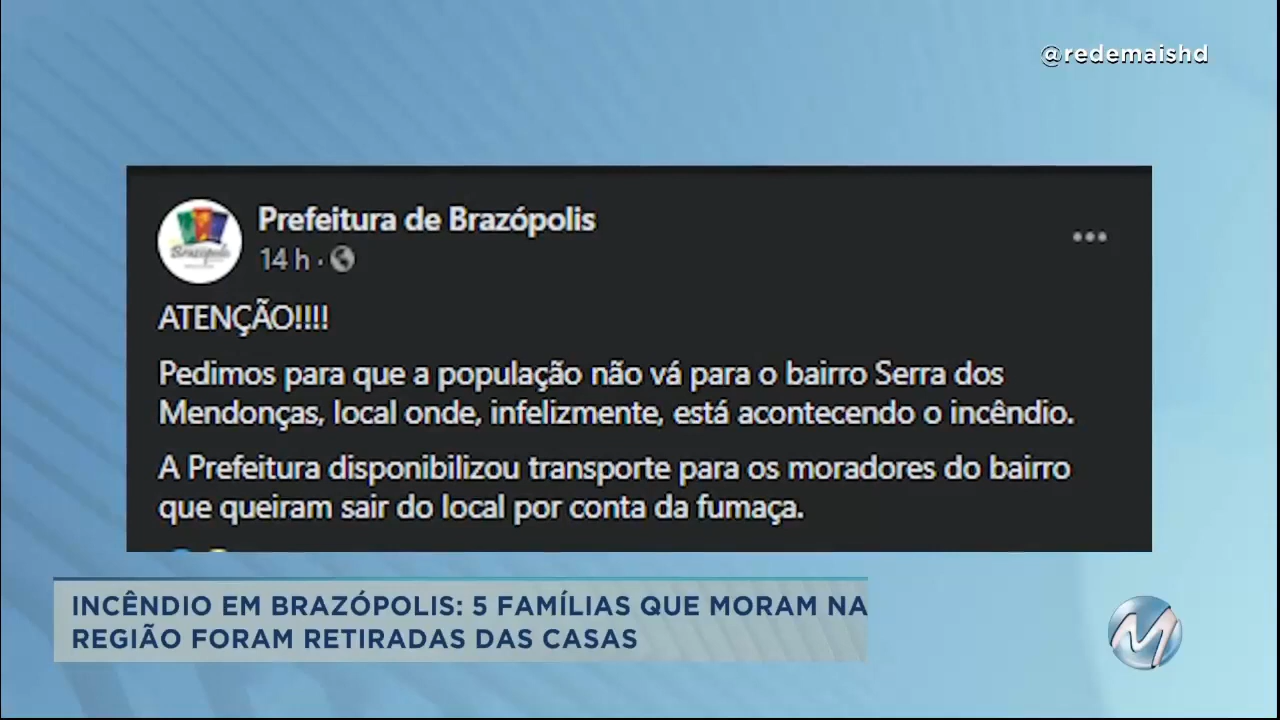 @redemaishd
Prefeitura de Brazópolis
14 h ·
ATENÇÃO!!!!
Pedimos para que a população não vá para o bairro Serra dos
Mendonças, local onde, infelizmente, está acontecendo o incêndio.
A Prefeitura disponibilizou transporte para os moradores do bairro
que queiram sair do local por conta da fumaça.
INCÊNDIO EM BRAZÓPOLIS: 5 FAMÍLIAS QUE MORAM NA
REGIÃO FORAM RETIRADAS DAS CASAS